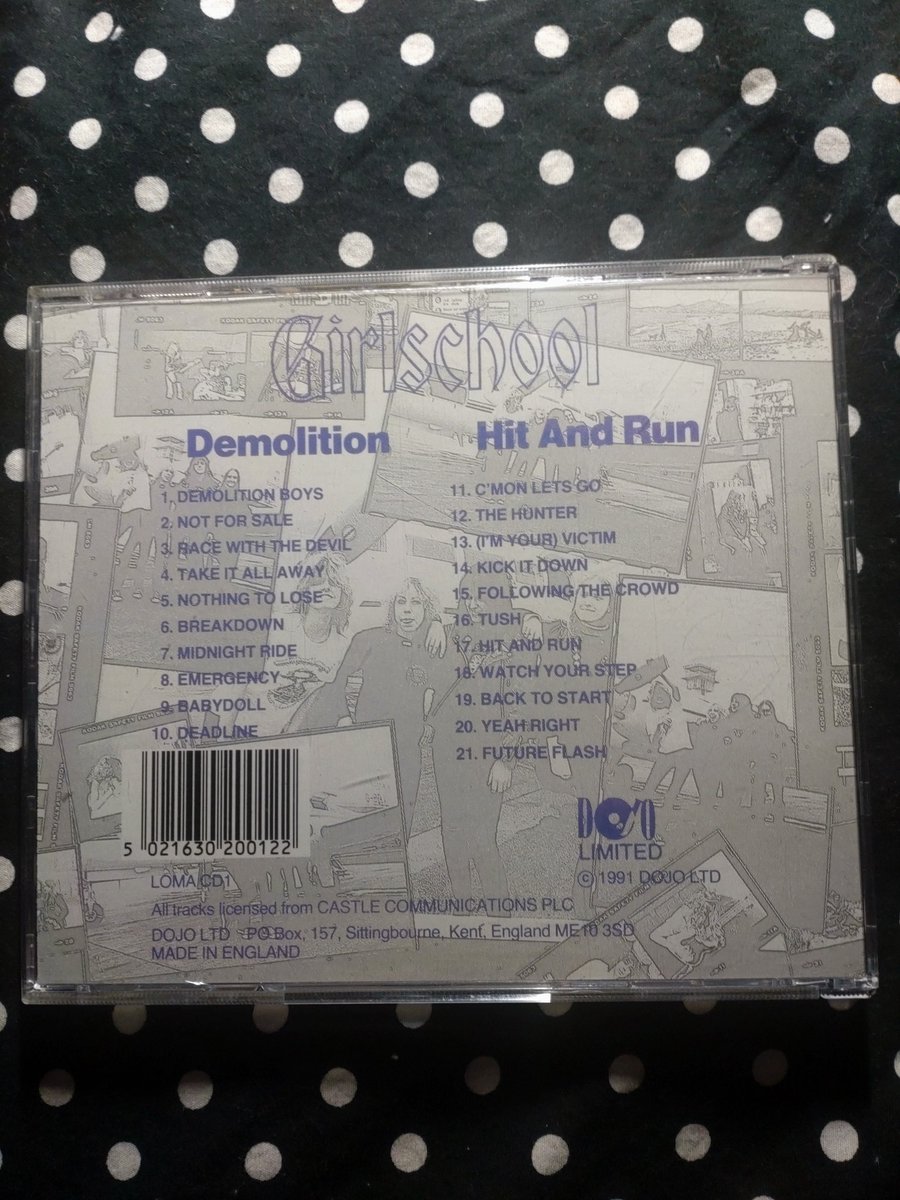 Girlschool
Demolition
1. DEMOLITION BOYS
2. NOT FOR SALE
3. RACE WITH THE DEVIL
4. TAKE IT ALL AWAY
5. NOTHING TO LOSE
6. BREAKDOWN
7. MIDNIGHT RIDE
8. EMERGENCY
9. BABYDOLL
10. DEADLINE
Hit And Run
11. C'MON LETS GO
12. THE HUNTER
13. (I'M YOUR) VICTIM
14. KICK IT DOWN
15. FOLLOWING THE CROWD
16. TUSH
17. HIT AND RUN
18. WATCH YOUR STEP
19. BACK TO START
20. YEAH RIGHT
21. FUTURE FLASH
5 021630 200122
DOJO
LIMITED
LOMA CD1
© 1991 DOJO LTD
All tracks licensed from CASTLE COMMUNICATIONS PLC
DOJO LTD - PO Box, 157, Sittingbourne, Kent, England ME10 3SD
MADE IN ENGLAND